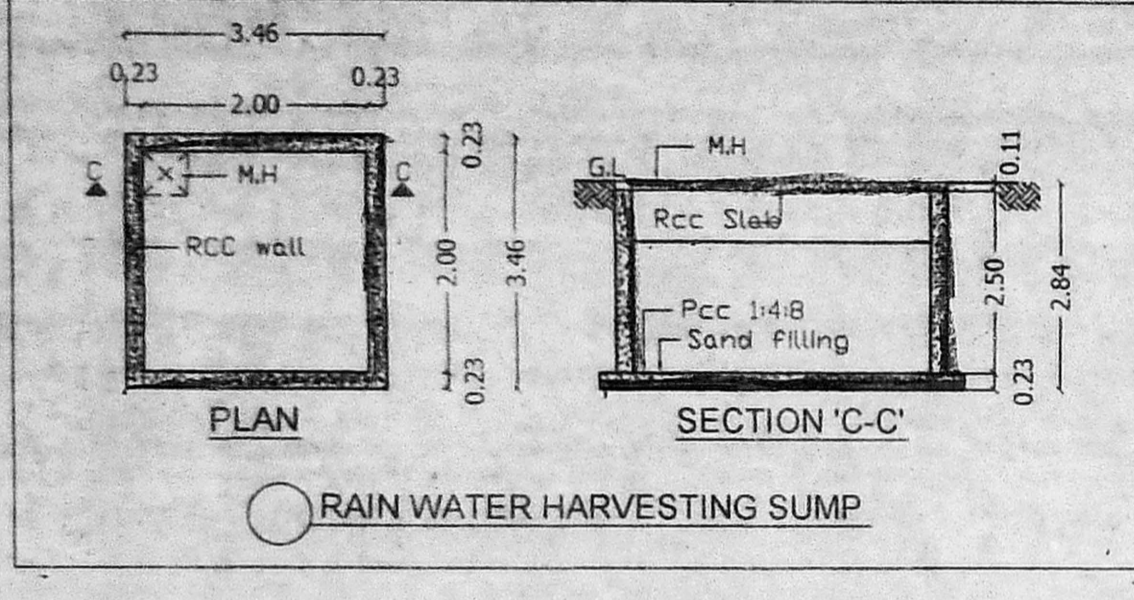 3.46
0.23
0.23
2.00
C
M.H
C
RCC wall
0.23
2.00
0.23
3.46
PLAN
G.L
M.H
Rcc Slab
Pcc 1:4:8
Sand filling
0.11
2.50
0.23
2.84
SECTION 'C-C'
RAIN WATER HARVESTING SUMP